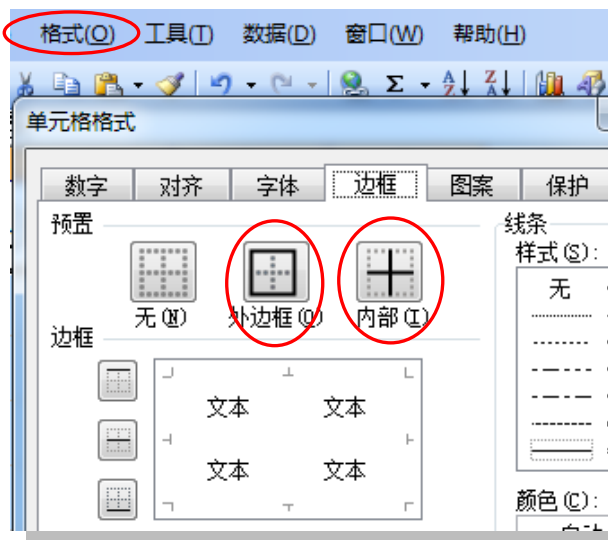 格式(O) 工具(T) 数据(D) 窗口(W) 帮助(H)
单元格格式
数字 对齐 字体 边框 图案 保护
预置
线条
样式(S):
无
无(N) 外边框(O) 内部(I)
边框
文本 文本
文本 文本
颜色(C):
自动